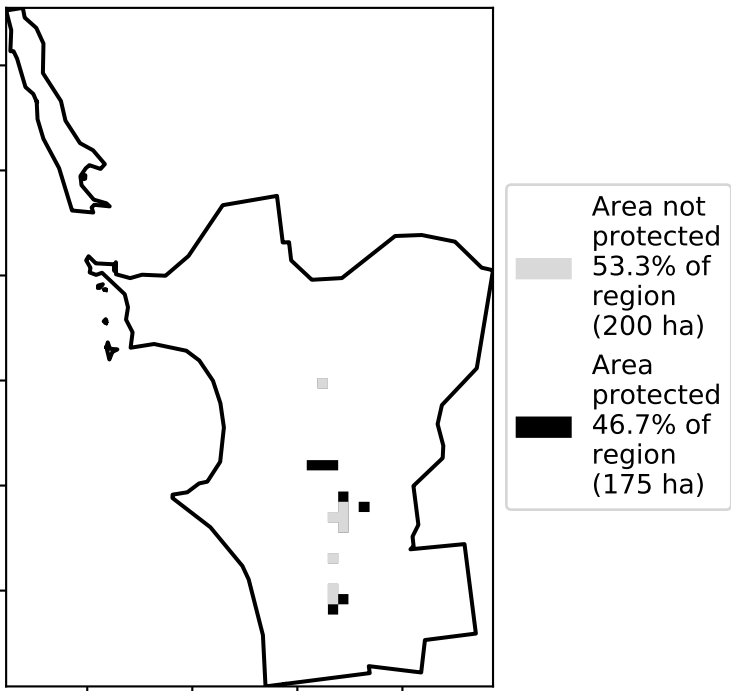 Area not
protected
53.3% of
region
(200 ha)
Area
protected
46.7% of
region
(175 ha)